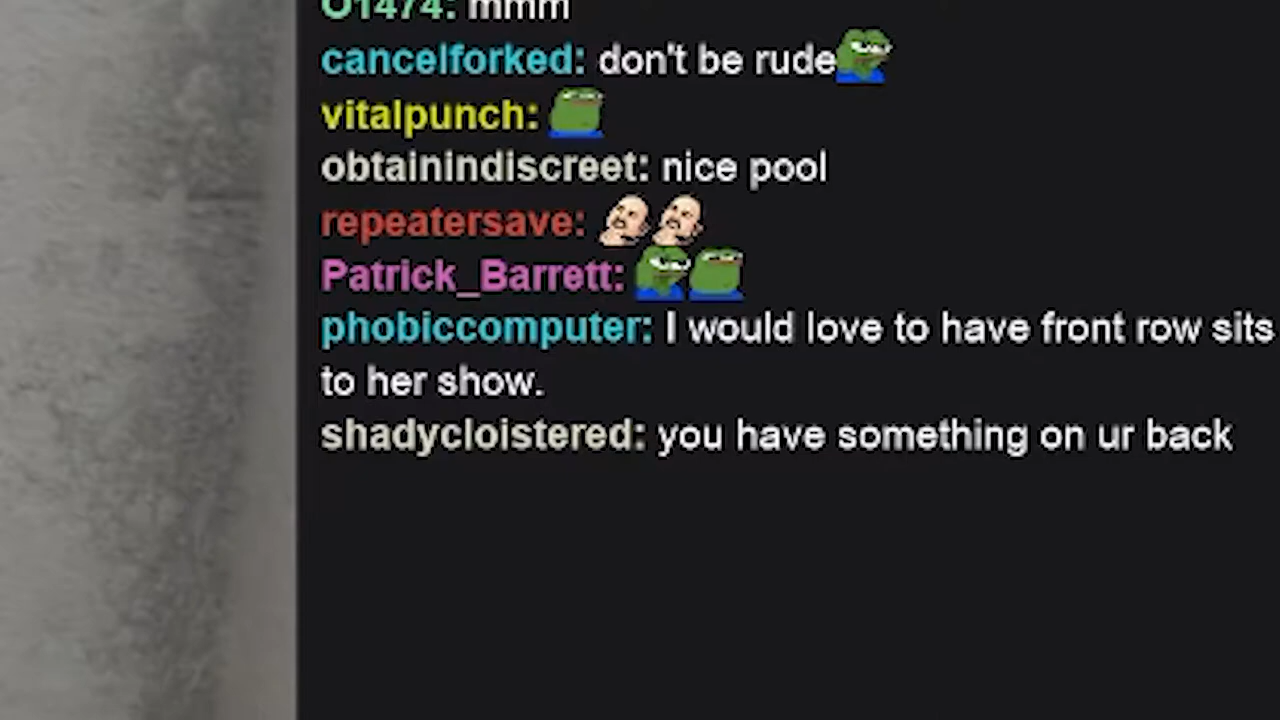 O1474: mmm
cancelforked: don't be rude
vitalpunch:
obtainindiscreet: nice pool
repeatersave:
Patrick_Barrett:
phobiccomputer: I would love to have front row sits
to her show.
shadycloistered: you have something on ur back